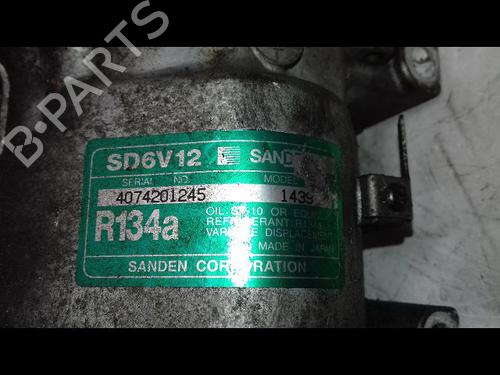 B-PARTS
SD6V12 SANDEN
SERIAL NO. MODEL
4074201245 1439
R134a
OIL SP-10 OR
REFRIGERANT
VARIABLE DISPLACEMENT
MADE IN JAPAN
SANDEN CORPORATION